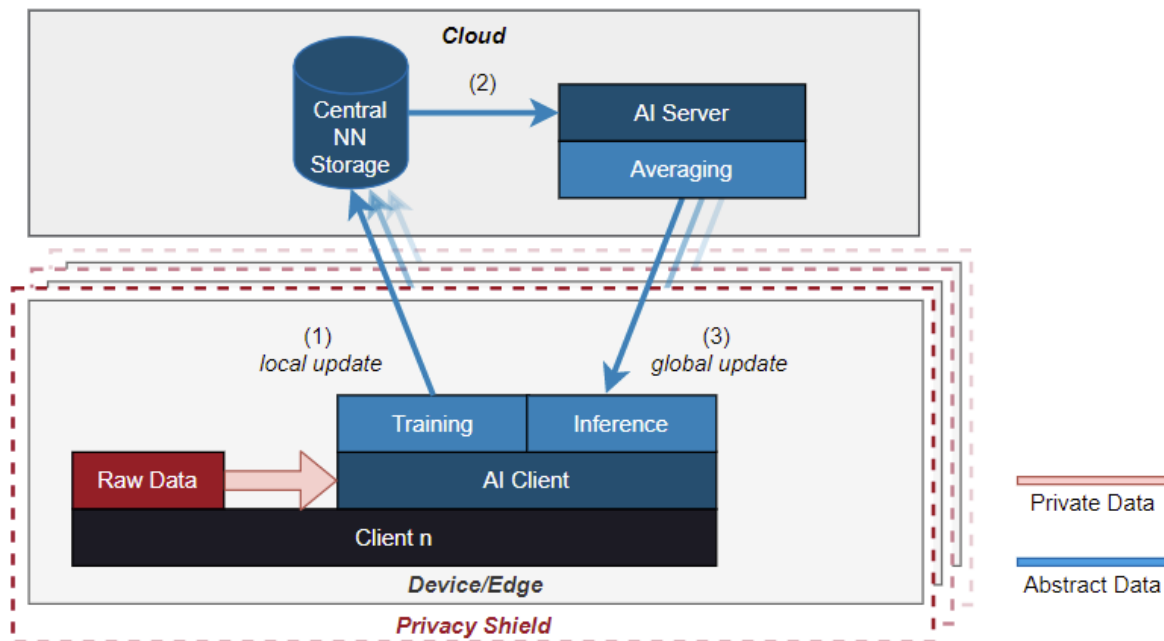 Cloud
Central
NN
Storage
(2)
AI Server
Averaging
(1)
local update
(3)
global update
Training
Inference
Raw Data
AI Client
Client n
Device/Edge
Privacy Shield
Private Data
Abstract Data